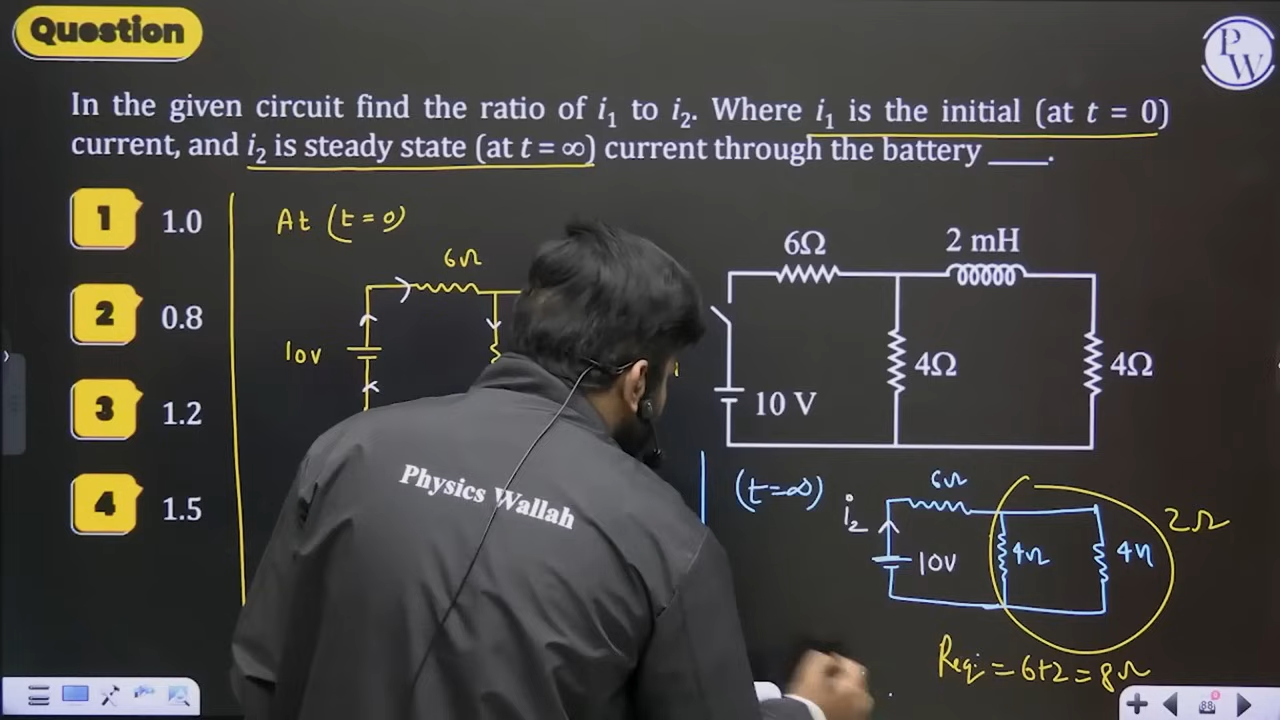 Question
PW
In the given circuit find the ratio of i₁ to i₂. Where i₁ is the initial (at t = 0)
current, and i₂ is steady state (at t = ∞) current through the battery ____.
1 1.0
2 0.8
3 1.2
4 1.5
At (t = 0)
6Ω
10V
6Ω
2 mH
4Ω
4Ω
10 V
(t=∞)
i₂
6Ω
10V
4Ω
4Ω
2Ω
Req = 6+2 = 8Ω
Physics Wallah
88